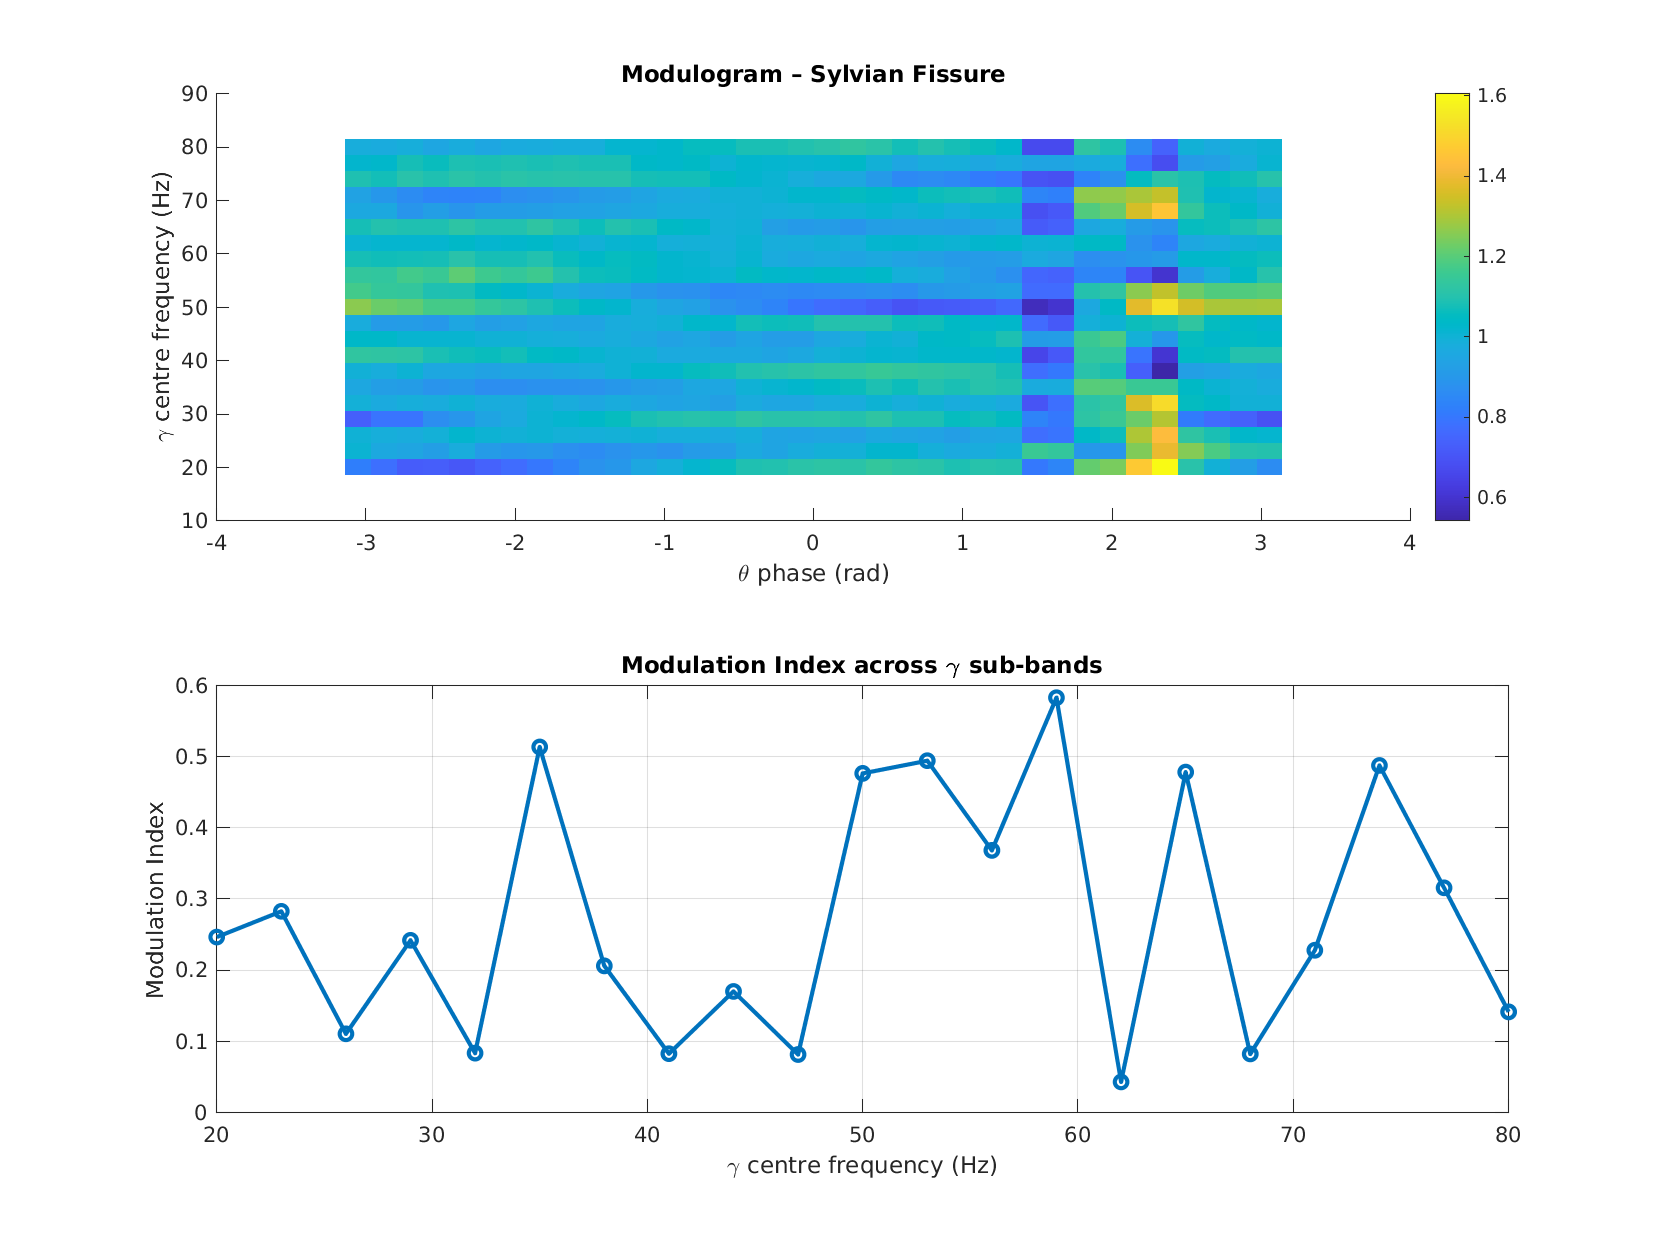 Modulogram – Sylvian Fissure
90
80
70
60
50
40
30
20
10
γ centre frequency (Hz)
-4 -3 -2 -1 0 1 2 3 4
θ phase (rad)
1.6
1.4
1.2
1
0.8
0.6
Modulation Index across γ sub-bands
0.6
0.5
0.4
0.3
0.2
0.1
0
Modulation Index
20 30 40 50 60 70 80
γ centre frequency (Hz)